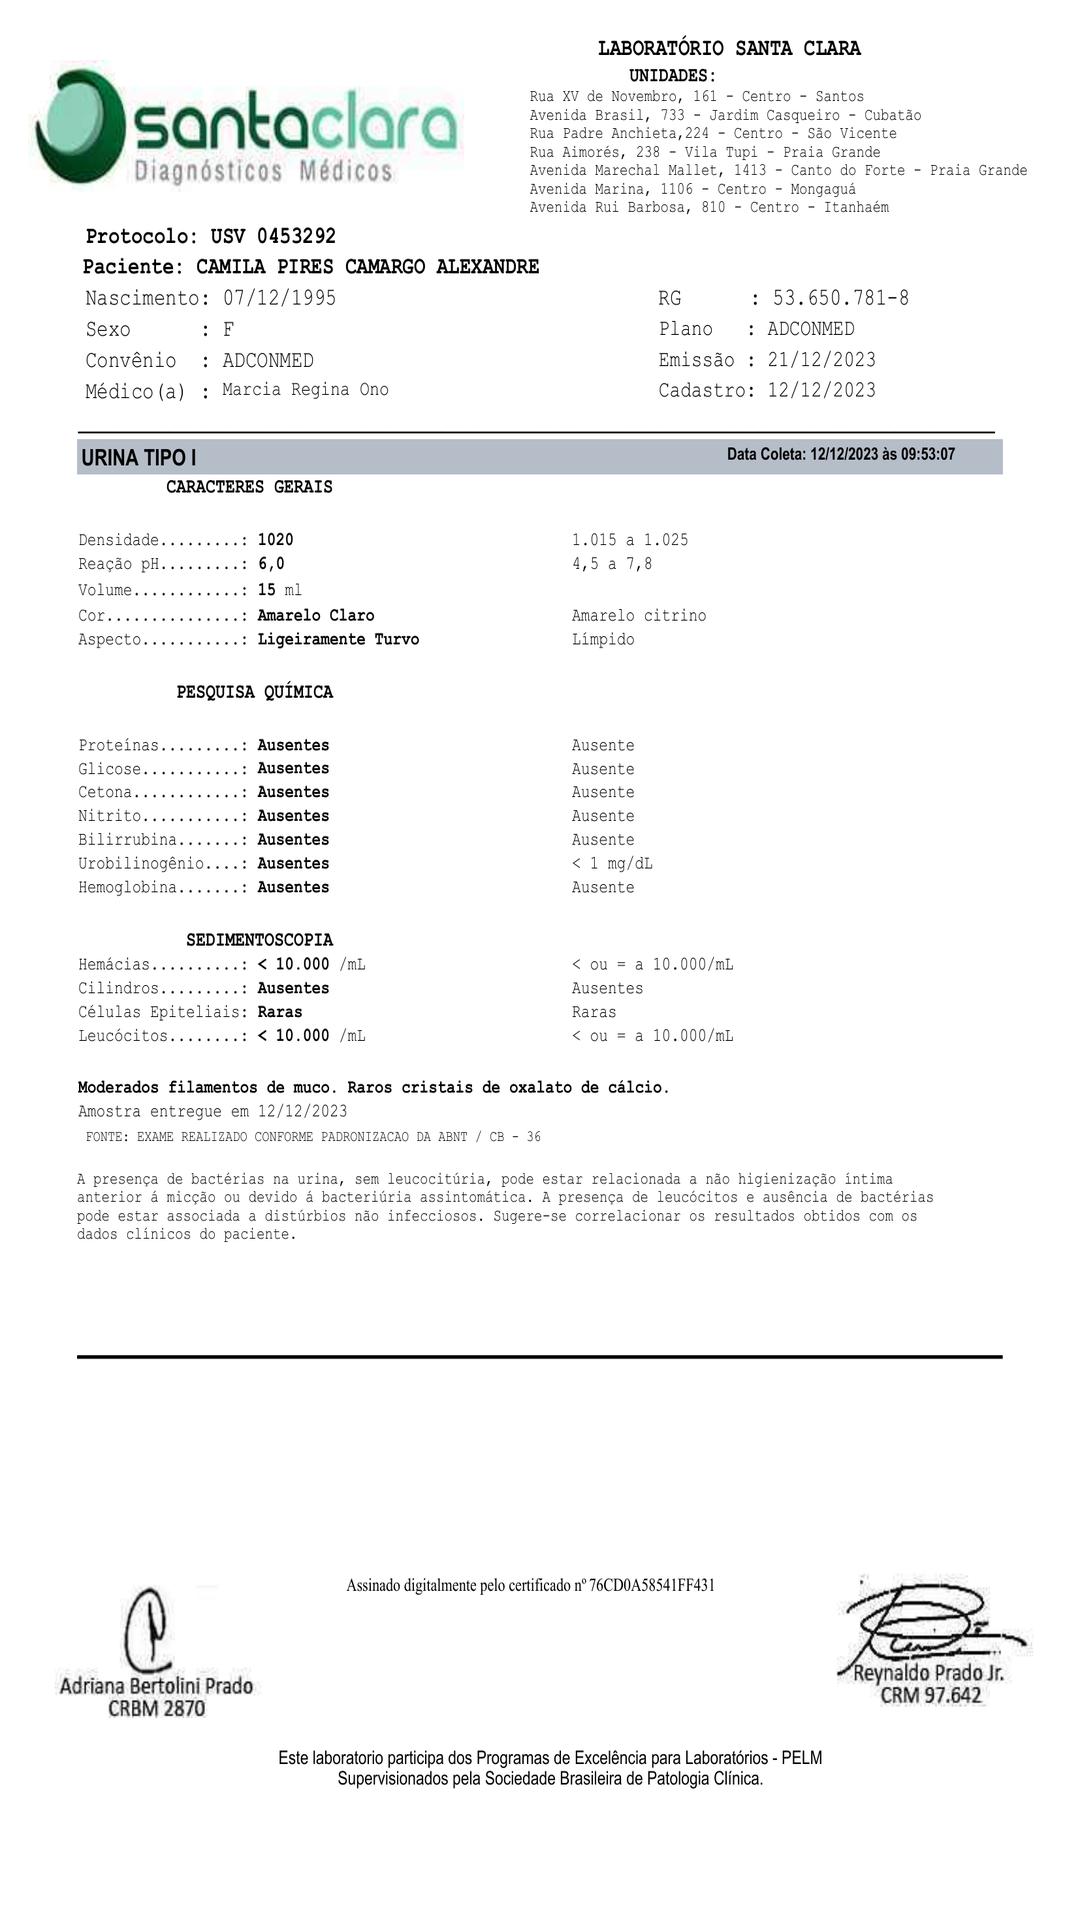 LABORATÓRIO SANTA CLARA
UNIDADES:
santaclara
Diagnósticos Médicos
Rua XV de Novembro, 161 - Centro - Santos
Avenida Brasil, 733 - Jardim Casqueiro - Cubatão
Rua Padre Anchieta,224 - Centro - São Vicente
Rua Aimorés, 238 - Vila Tupi - Praia Grande
Avenida Marechal Mallet, 1413 - Canto do Forte - Praia Grande
Avenida Marina, 1106 - Centro - Mongaguá
Avenida Rui Barbosa, 810 - Centro - Itanhaém
Protocolo: USV 0453292
Paciente: CAMILA PIRES CAMARGO ALEXANDRE
Nascimento: 07/12/1995 RG : 53.650.781-8
Sexo : F Plano : ADCONMED
Convênio : ADCONMED Emissão : 21/12/2023
Médico(a) : Marcia Regina Ono Cadastro: 12/12/2023
URINA TIPO I Data Coleta: 12/12/2023 às 09:53:07
CARACTERES GERAIS
Densidade.........: 1020 1.015 a 1.025
Reação pH.........: 6,0 4,5 a 7,8
Volume............: 15 ml
Cor...............: Amarelo Claro Amarelo citrino
Aspecto...........: Ligeiramente Turvo Límpido
PESQUISA QUÍMICA
Proteínas.........: Ausentes Ausente
Glicose...........: Ausentes Ausente
Cetona............: Ausentes Ausente
Nitrito...........: Ausentes Ausente
Bilirrubina.......: Ausentes Ausente
Urobilinogênio....: Ausentes < 1 mg/dL
Hemoglobina.......: Ausentes Ausente
SEDIMENTOSCOPIA
Hemácias..........: < 10.000 /mL < ou = a 10.000/mL
Cilindros.........: Ausentes Ausentes
Células Epiteliais: Raras Raras
Leucócitos........: < 10.000 /mL < ou = a 10.000/mL
Moderados filamentos de muco. Raros cristais de oxalato de cálcio.
Amostra entregue em 12/12/2023
FONTE: EXAME REALIZADO CONFORME PADRONIZACAO DA ABNT / CB - 36
A presença de bactérias na urina, sem leucocitúria, pode estar relacionada a não higienização íntima
anterior á micção ou devido á bacteriúria assintomática. A presença de leucócitos e ausência de bactérias
pode estar associada a distúrbios não infecciosos. Sugere-se correlacionar os resultados obtidos com os
dados clínicos do paciente.
Assinado digitalmente pelo certificado nº 76CD0A58541FF431
Adriana Bertolini Prado
CRBM 2870
Reynaldo Prado Jr.
CRM 97.642
Este laboratorio participa dos Programas de Excelência para Laboratórios - PELM
Supervisionados pela Sociedade Brasileira de Patologia Clínica.